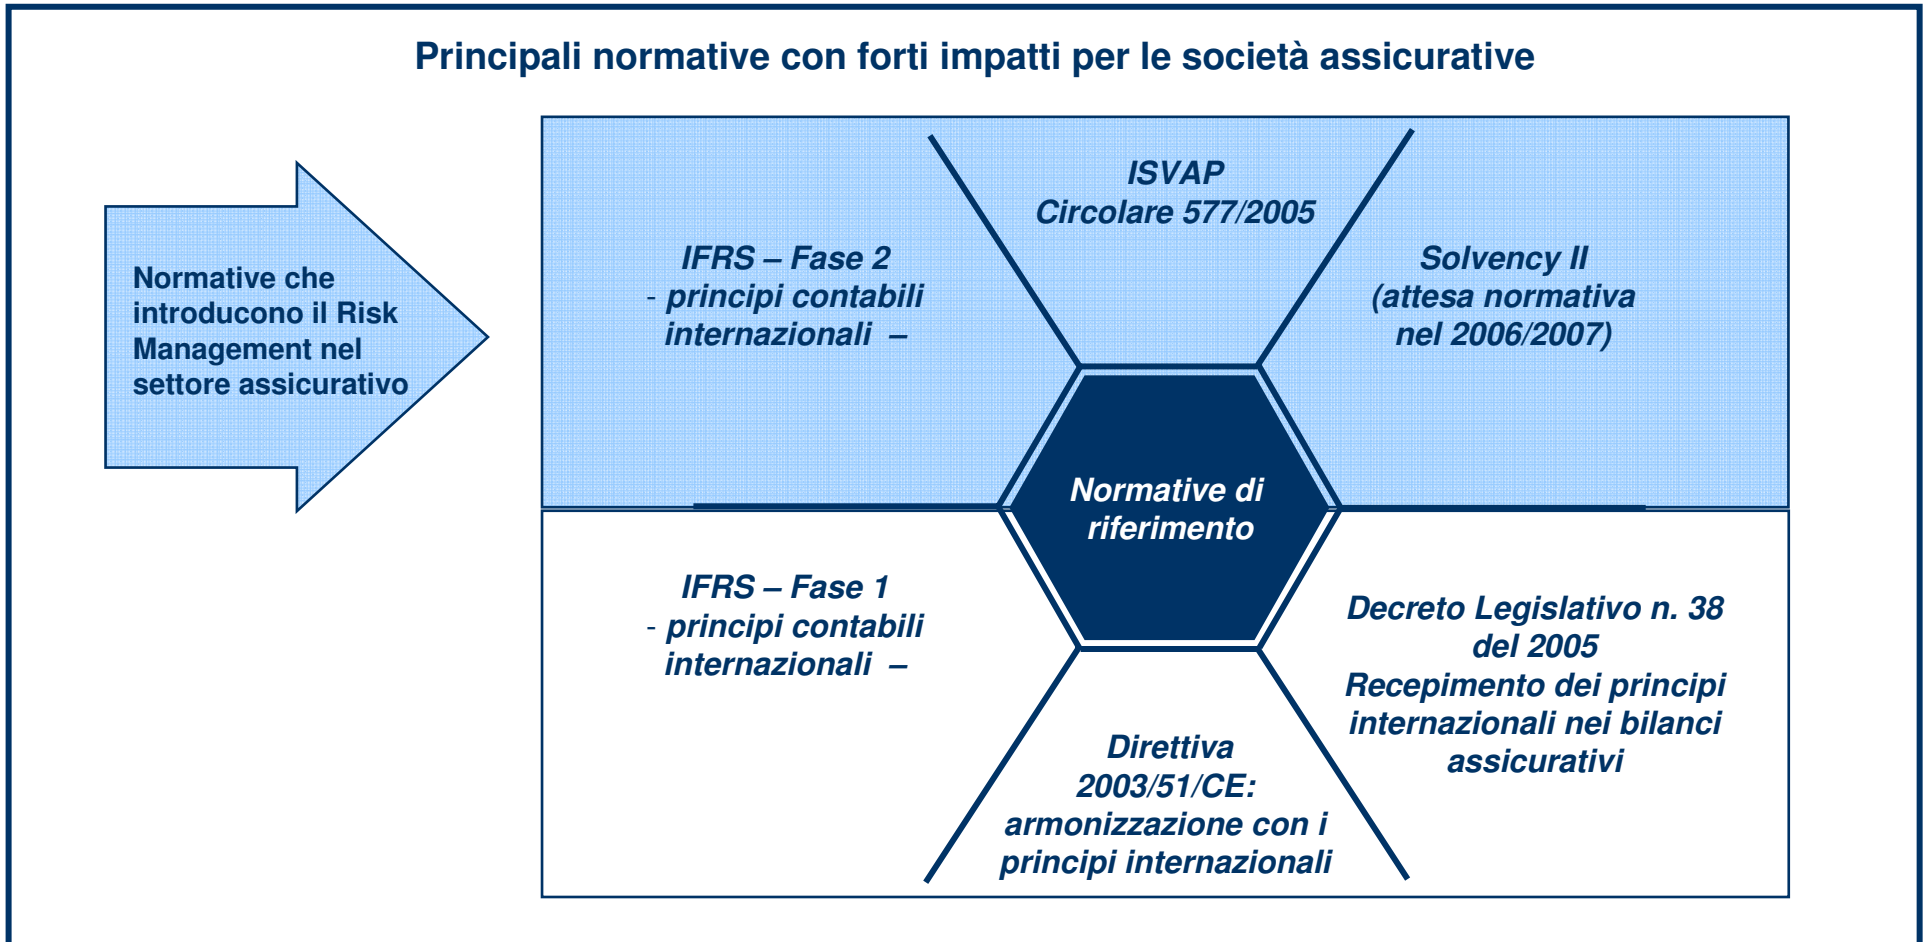 Principali normative con forti impatti per le società assicurative
Normative che
introducono il Risk
Management nel
settore assicurativo
IFRS – Fase 2
- principi contabili
internazionali –
ISVAP
Circolare 577/2005
Solvency II
(attesa normativa
nel 2006/2007)
Normative di
riferimento
IFRS – Fase 1
- principi contabili
internazionali –
Direttiva
2003/51/CE:
armonizzazione con i
principi internazionali
Decreto Legislativo n. 38
del 2005
Recepimento dei principi
internazionali nei bilanci
assicurativi